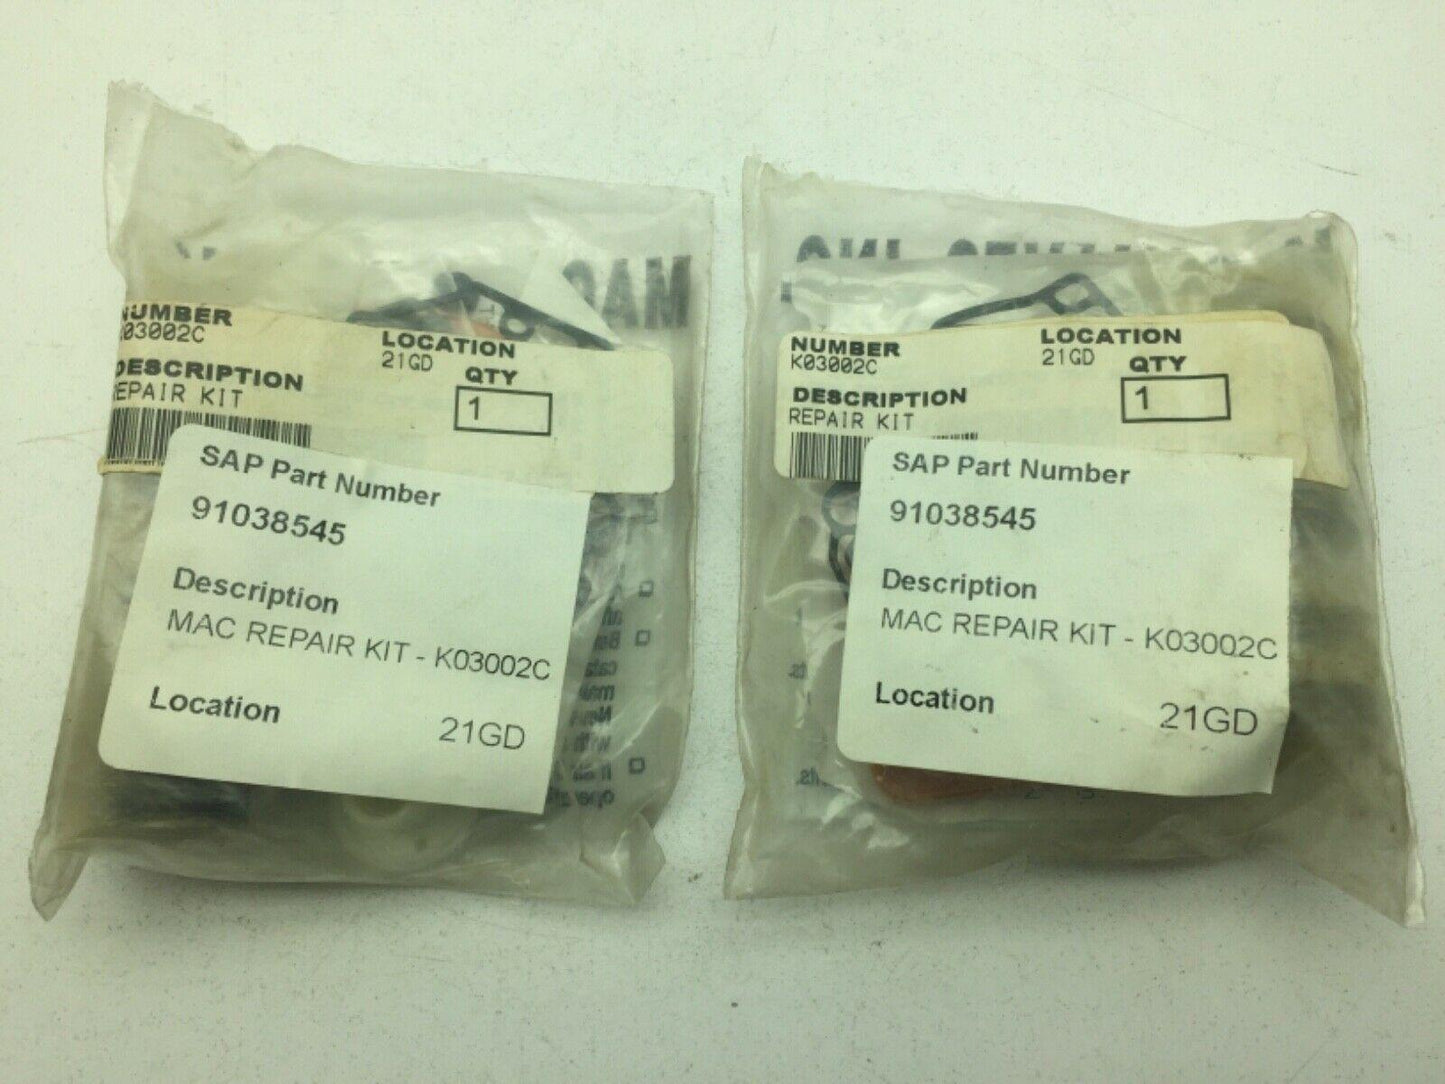 MAC
NUMBER
03002C
LOCATION
21GD
DESCRIPTION
REPAIR KIT
QTY
1
SAP Part Number
91038545
Description
MAC REPAIR KIT - K03002C
Location
21GD
NUMBER
K03002C
LOCATION
21GD
DESCRIPTION
REPAIR KIT
QTY
1
SAP Part Number
91038545
Description
MAC REPAIR KIT - K03002C
Location
21GD